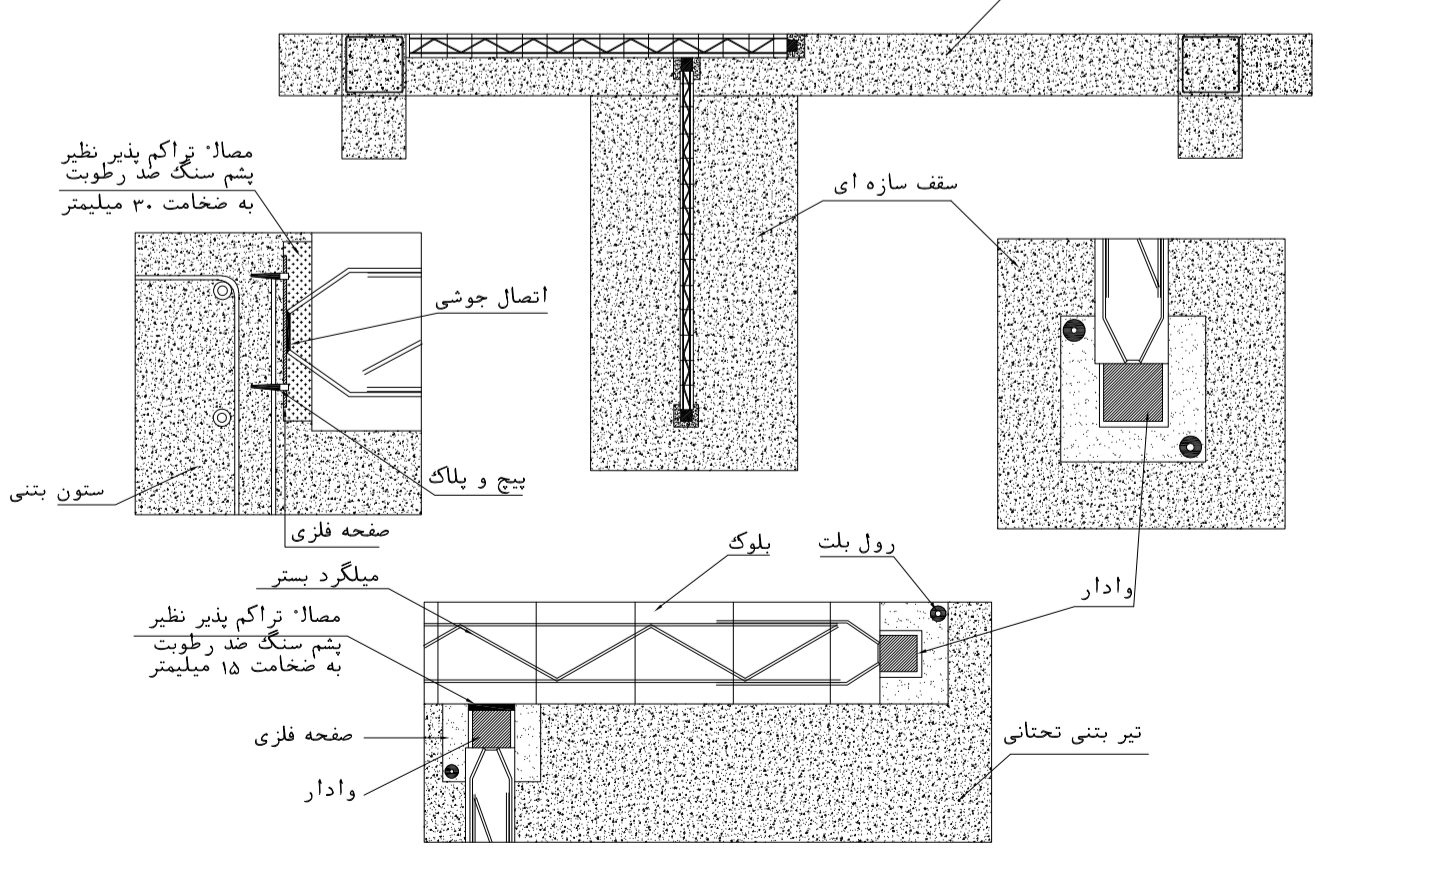 مصالح تراکم پذیر نظیر
پشم سنگ ضد رطوبت
به ضخامت ۳۰ میلیمتر
سقف سازه ای
اتصال جوشی
پیچ و پلاک
ستون بتنی
صفحه فلزی
بلوک
رول بلت
میلگرد بستر
وادار
مصالح تراکم پذیر نظیر
پشم سنگ ضد رطوبت
به ضخامت ۱۵ میلیمتر
صفحه فلزی
تیر بتنی تحتانی
وادار